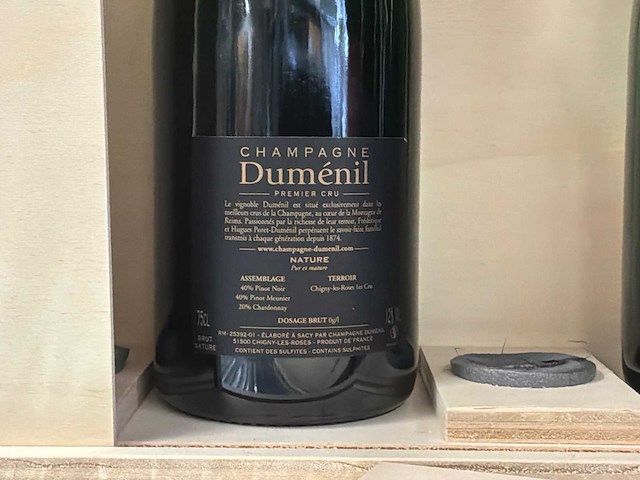 CHAMPAGNE
Duménil
PREMIER CRU
Le vignoble Duménil est situé exclusivement dans les
meilleurs crus de la Champagne, au cœur de la Montagne de
Reims. Passionnés par la richesse de leur terroir, Frédérique
et Hugues Poret-Duménil perpétuent le savoir-faire familial
transmis à chaque génération depuis 1874.
www.champagne-dumenil.com
NATURE
Pur et mature
ASSEMBLAGE
40% Pinot Noir
40% Pinot Meunier
20% Chardonnay
TERROIR
Chigny-les-Roses 1er Cru
DOSAGE BRUT 0g/l
75CL
BRUT
NATURE
12% Vol
RM-25392-01 - ÉLABORÉ À SACY PAR CHAMPAGNE DUMÉNIL
51500 CHIGNY-LES-ROSES - PRODUIT DE FRANCE
CONTIENT DES SULFITES - CONTAINS SULPHITES